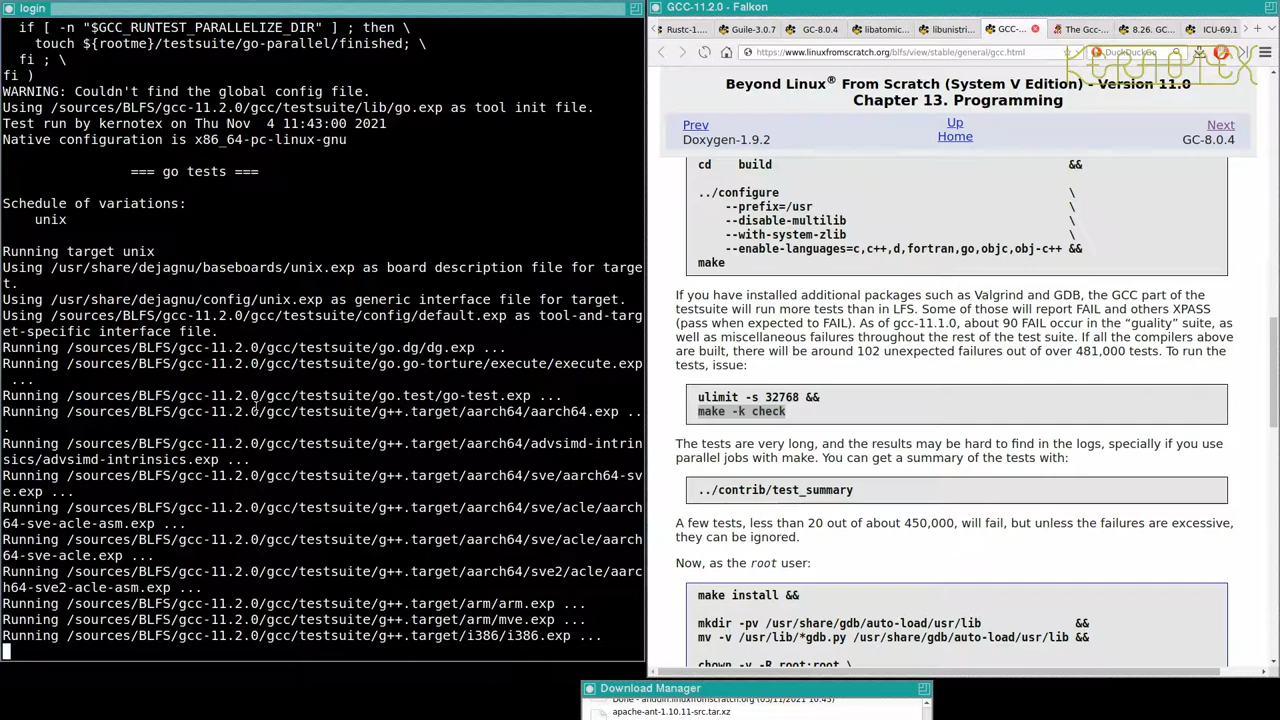 login
if [ -n "$GCC_RUNTEST_PARALLELIZE_DIR" ] ; then \
touch ${rootme}/testsuite/go-parallel/finished; \
fi ; \
fi )
WARNING: Couldn't find the global config file.
Using /sources/BLFS/gcc-11.2.0/gcc/testsuite/lib/go.exp as tool init file.
Test run by kernotex on Thu Nov  4 11:43:00 2021
Native configuration is x86_64-pc-linux-gnu
=== go tests ===
Schedule of variations:
unix
Running target unix
Using /usr/share/dejagnu/baseboards/unix.exp as board description file for targe
t.
Using /usr/share/dejagnu/config/unix.exp as generic interface file for target.
Using /sources/BLFS/gcc-11.2.0/gcc/testsuite/config/default.exp as tool-and-targ
et-specific interface file.
Running /sources/BLFS/gcc-11.2.0/gcc/testsuite/go.dg/dg.exp ...
Running /sources/BLFS/gcc-11.2.0/gcc/testsuite/go.go-torture/execute/execute.exp
...
Running /sources/BLFS/gcc-11.2.0/gcc/testsuite/go.test/go-test.exp ...
Running /sources/BLFS/gcc-11.2.0/gcc/testsuite/g++.target/aarch64/aarch64.exp ..
.
Running /sources/BLFS/gcc-11.2.0/gcc/testsuite/g++.target/aarch64/advsimd-intrin
sics/advsimd-intrinsics.exp ...
Running /sources/BLFS/gcc-11.2.0/gcc/testsuite/g++.target/aarch64/sve/aarch64-sv
e.exp ...
Running /sources/BLFS/gcc-11.2.0/gcc/testsuite/g++.target/aarch64/sve/acle/aarch
64-sve-acle-asm.exp ...
Running /sources/BLFS/gcc-11.2.0/gcc/testsuite/g++.target/aarch64/sve/acle/aarch
64-sve-acle.exp ...
Running /sources/BLFS/gcc-11.2.0/gcc/testsuite/g++.target/aarch64/sve2/acle/aarc
h64-sve2-acle-asm.exp ...
Running /sources/BLFS/gcc-11.2.0/gcc/testsuite/g++.target/arm/arm.exp ...
Running /sources/BLFS/gcc-11.2.0/gcc/testsuite/g++.target/arm/mve.exp ...
Running /sources/BLFS/gcc-11.2.0/gcc/testsuite/g++.target/i386/i386.exp ...
GCC-11.2.0 - Falkon
Rustc-1. Guile-3.0.7 GC-8.0.4 libatomic libunistri GCC- The Gcc- 8.26. GC ICU-69.1
https://www.linuxfromscratch.org/blfs/view/stable/general/gcc.html
DuckDuckGo
KERNOTEX
Beyond Linux® From Scratch (System V Edition) - Version 11.0
Chapter 13. Programming
Prev Up Next
Doxygen-1.9.2 Home GC-8.0.4
cd    build                                          &&
../configure                                         \
--prefix=/usr                                    \
--disable-multilib                               \
--with-system-zlib                               \
--enable-languages=c,c++,d,fortran,go,objc,obj-c++ &&
make
If you have installed additional packages such as Valgrind and GDB, the GCC part of the
testsuite will run more tests than in LFS. Some of those will report FAIL and others XPASS
(pass when expected to FAIL). As of gcc-11.1.0, about 90 FAIL occur in the “guality” suite, as
well as miscellaneous failures throughout the rest of the test suite. If all the compilers above
are built, there will be around 102 unexpected failures out of over 481,000 tests. To run the
tests, issue:
ulimit -s 32768 &&
make -k check
The tests are very long, and the results may be hard to find in the logs, specially if you use
parallel jobs with make. You can get a summary of the tests with:
../contrib/test_summary
A few tests, less than 20 out of about 450,000, will fail, but unless the failures are excessive,
they can be ignored.
Now, as the root user:
make install &&
mkdir -pv /usr/share/gdb/auto-load/usr/lib              &&
mv -v /usr/lib/*gdb.py /usr/share/gdb/auto-load/usr/lib &&
chown -v -R root:root \
Download Manager
Done - anduin.linuxfromscratch.org
apache-ant-1.10.11-src.tar.xz